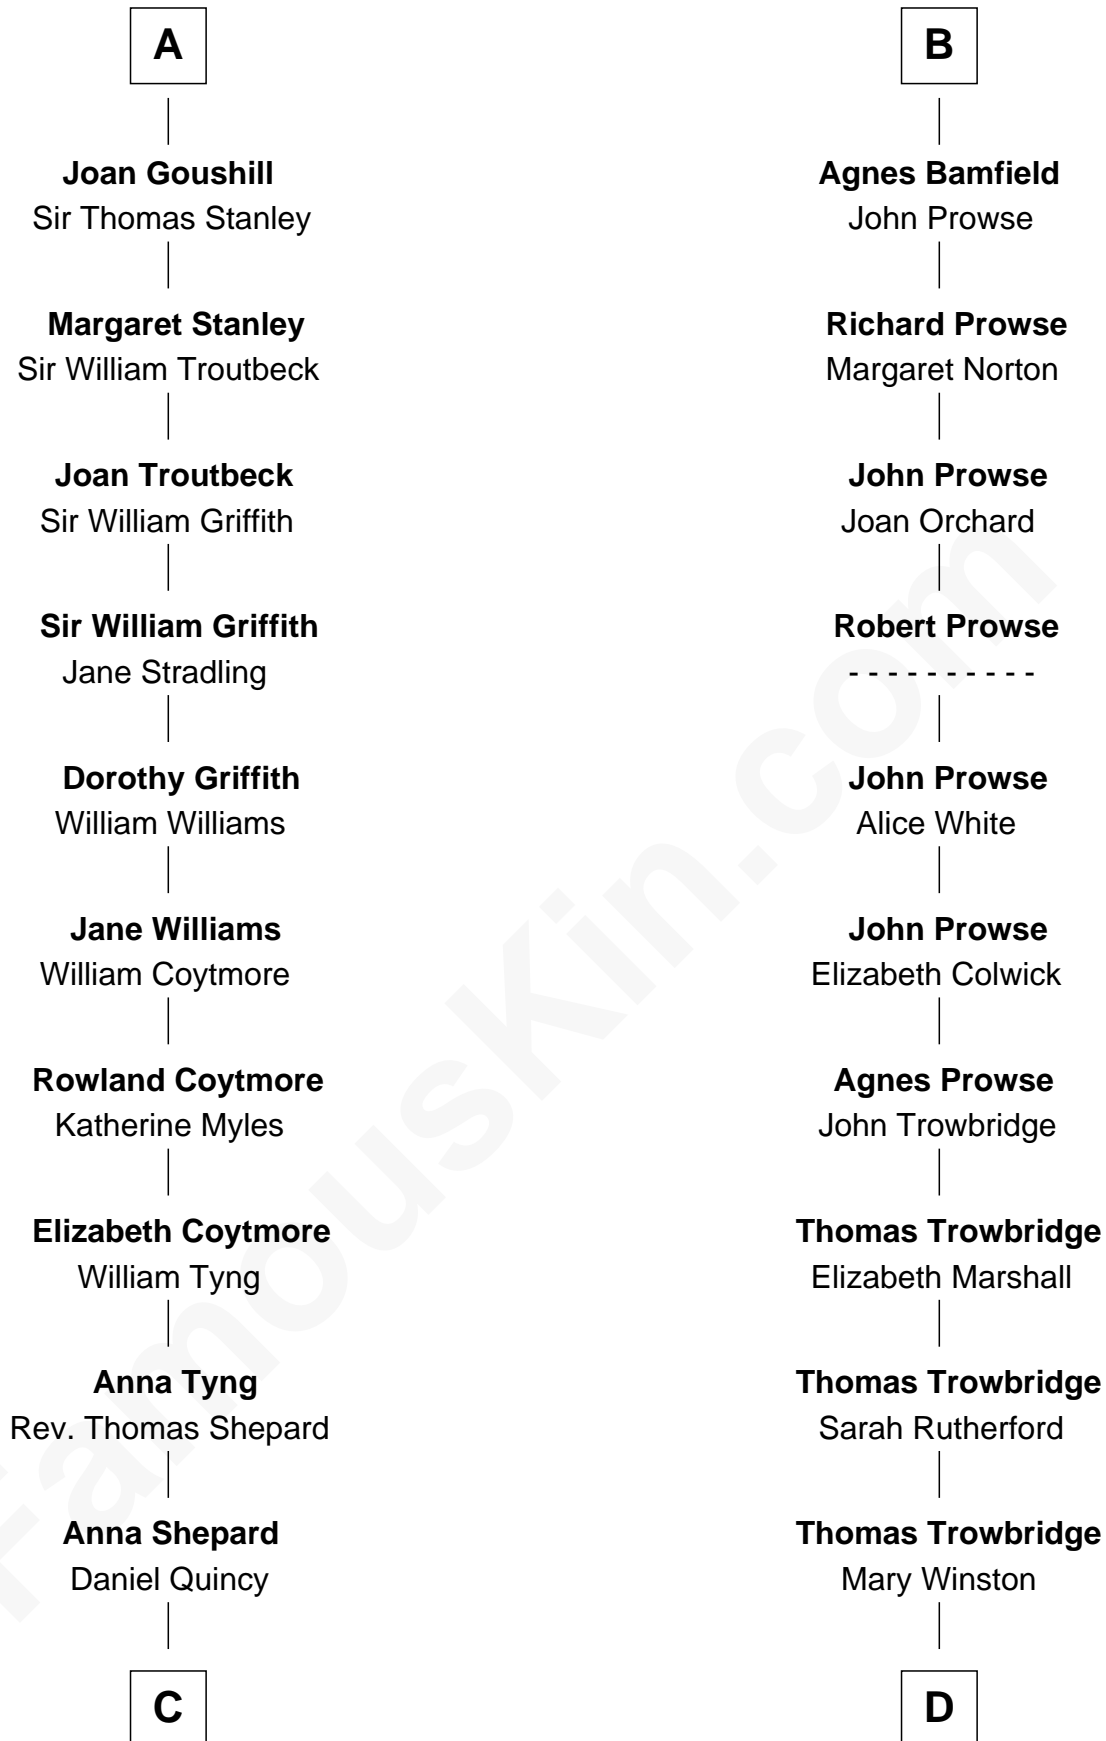 A
Joan Goushill
Sir Thomas Stanley
Margaret Stanley
Sir William Troutbeck
Joan Troutbeck
Sir William Griffith
Sir William Griffith
Jane Stradling
Dorothy Griffith
William Williams
Jane Williams
William Coytmore
Rowland Coytmore
Katherine Myles
Elizabeth Coytmore
William Tyng
Anna Tyng
Rev. Thomas Shepard
Anna Shepard
Daniel Quincy
C
B
Agnes Bamfield
John Prowse
Richard Prowse
Margaret Norton
John Prowse
Joan Orchard
Robert Prowse
- - - - - - - - - -
John Prowse
Alice White
John Prowse
Elizabeth Colwick
Agnes Prowse
John Trowbridge
Thomas Trowbridge
Elizabeth Marshall
Thomas Trowbridge
Sarah Rutherford
Thomas Trowbridge
Mary Winston
D
FamousKin.com